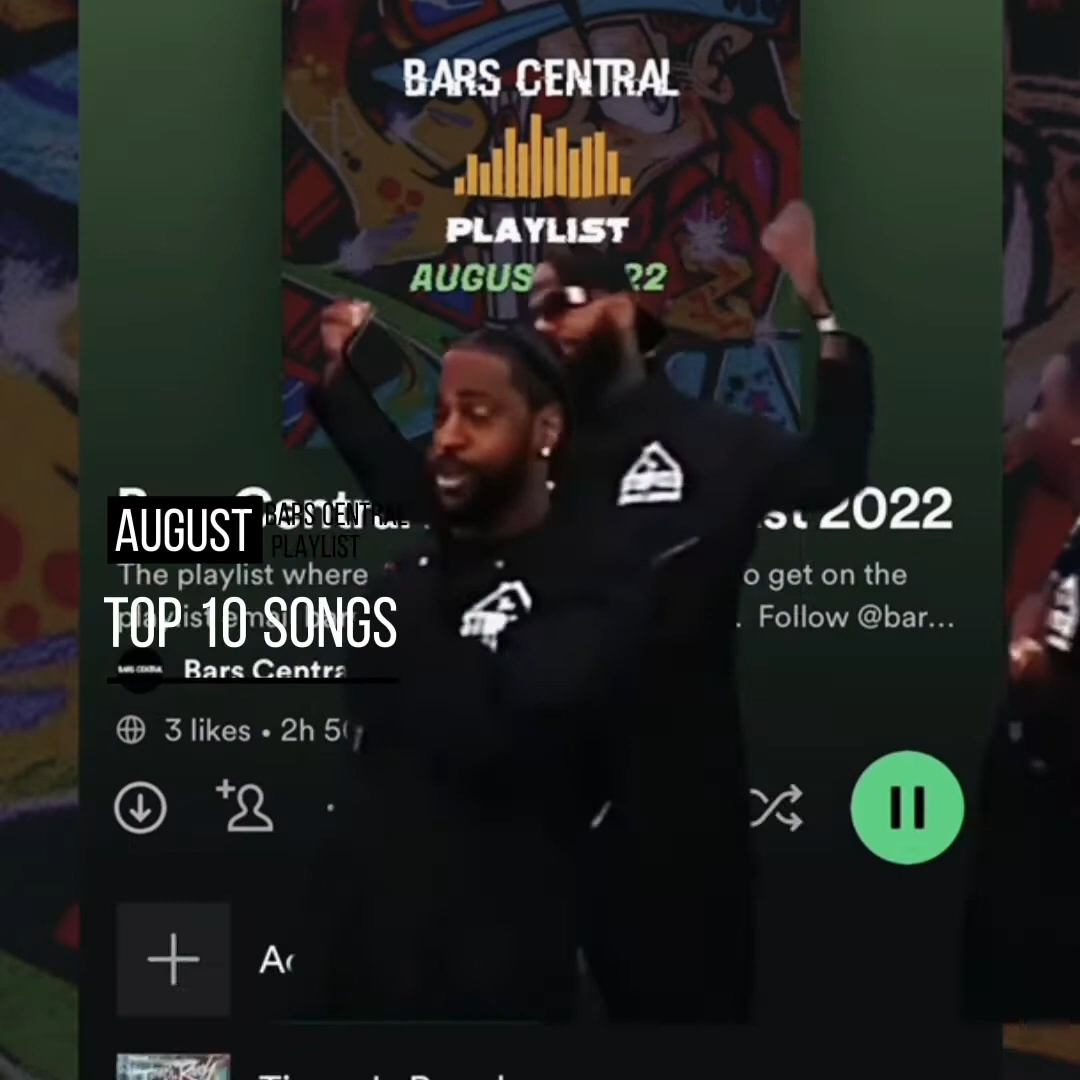 BARS CENTRAL
PLAYLIST
AUGUS 22
2022
AUGUST
BARS CENTRAL
PLAYLIST
The playlist where
o get on the
TOP 10 SONGS
. Follow @bar...
Bars Centra
3 likes • 2h 5